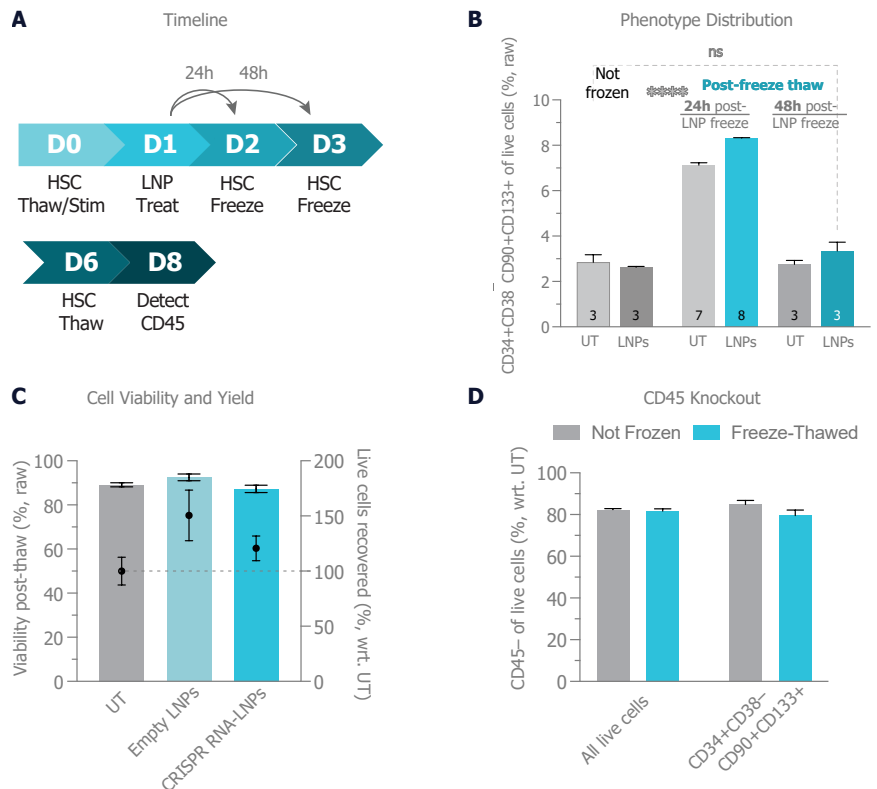 A
Timeline
24h
48h
D0
D1
D2
D3
HSC
Thaw/Stim
LNP
Treat
HSC
Freeze
HSC
Freeze
D6
D8
HSC
Thaw
Detect
CD45
B
Phenotype Distribution
ns
Not
frozen
****
Post-freeze thaw
24h post-
LNP freeze
48h post-
LNP freeze
CD34+CD38⁻ CD90+CD133+ of live cells (%, raw)
10
8
6
4
2
0
3
3
7
8
3
3
UT
LNPs
UT
LNPs
UT
LNPs
C
Cell Viability and Yield
Viability post-thaw (%, raw)
100
80
60
40
20
0
200
150
100
50
0
Live cells
recovered (%, wrt. UT)
UT
Empty LNPs
CRISPR RNA-LNPs
D
CD45 Knockout
Not Frozen
Freeze-Thawed
CD45– of live cells (%, wrt. UT)
100
80
60
40
20
0
All live cells
CD34+CD38–
CD90+CD133+